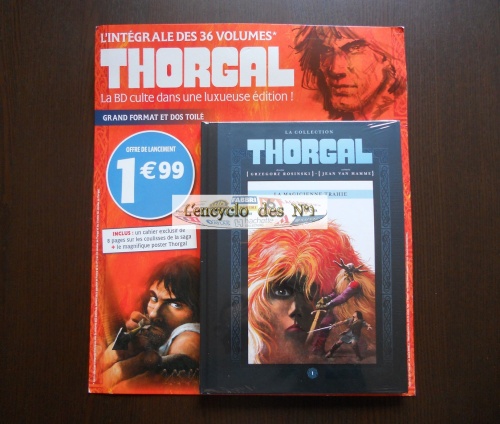 L'INTÉGRALE DES 36 VOLUMES*
THORGAL
La BD culte dans une luxueuse édition !
GRAND FORMAT ET DOS TOILÉ
OFFRE DE LANCEMENT
1€99
INCLUS : un cahier exclusif de
8 pages sur les coulisses de la saga
+ le magnifique poster Thorgal
LA COLLECTION
THORGAL
GRZEGORZ ROSINSKI - JEAN VAN HAMME
LA MAGICIENNE TRAHIE
L'encyclo des N°1
hachette
1